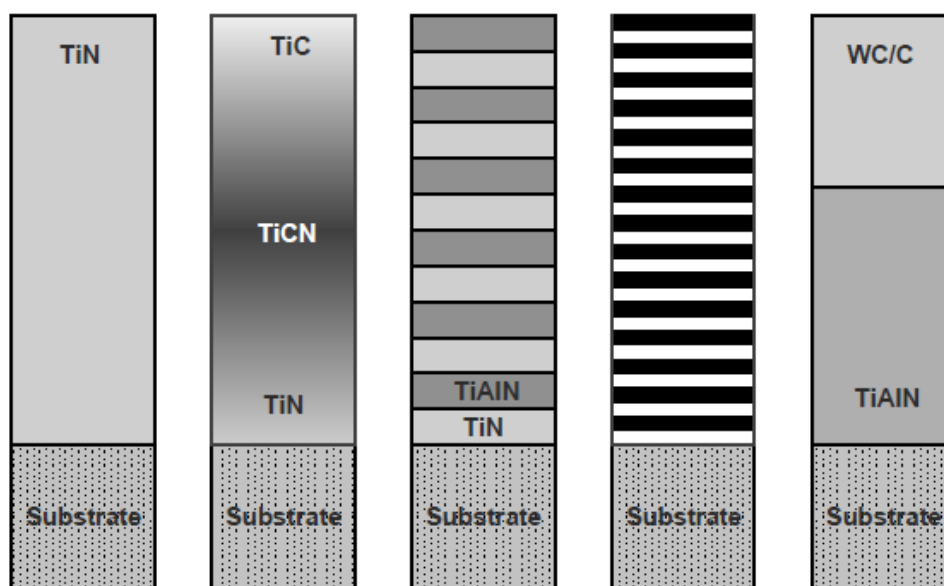 TiN
TiC
WC/C
TiCN
TiAlN
TiN
TiAlN
TiN
Substrate
Substrate
Substrate
Substrate
Substrate